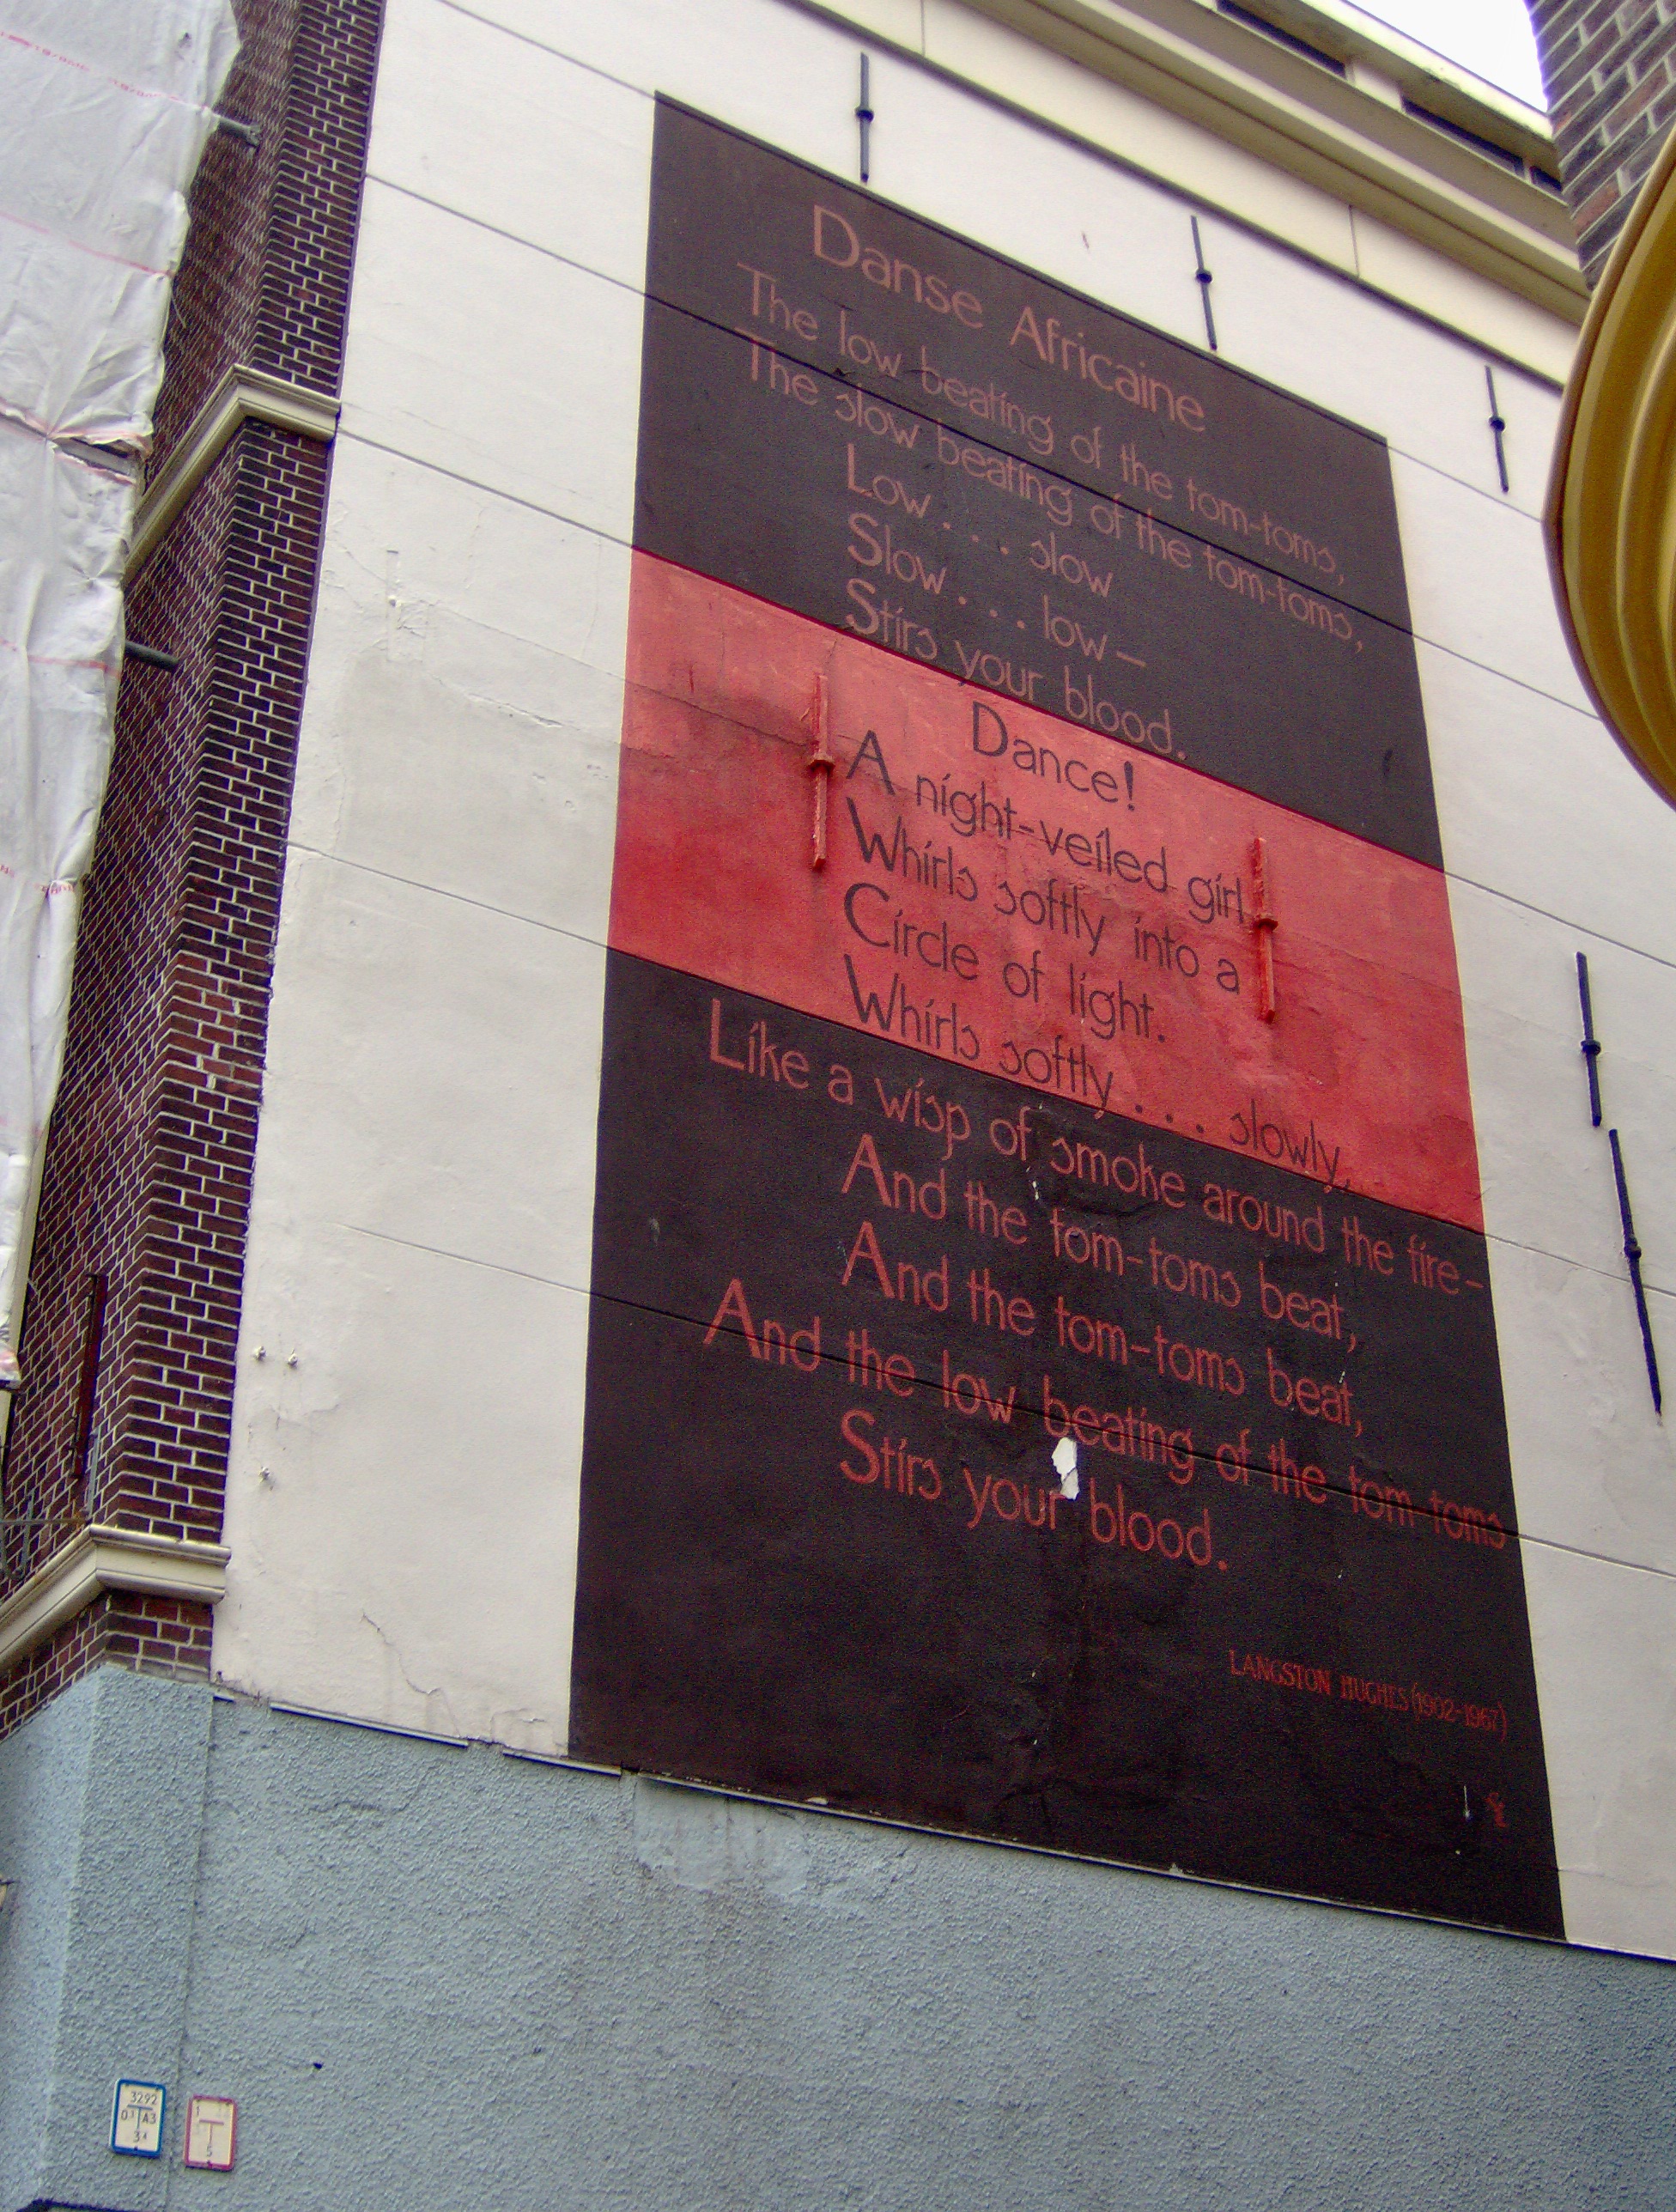 Danse Africaine
The low beating of the tom-toms,
The slow beating of the tom-toms,
Low . . . slow
Slow . . . low—
Stirs your blood.
Dance!
A night-veiled girl
Whirls softly into a
Circle of light.
Whirls softly . . . slowly,
Like a wisp of smoke around the fire—
And the tom-toms beat,
And the tom-toms beat,
And the low beating of the tom-toms
Stirs your blood.
LANGSTON HUGHES (1902-1967)
3292
A3
5